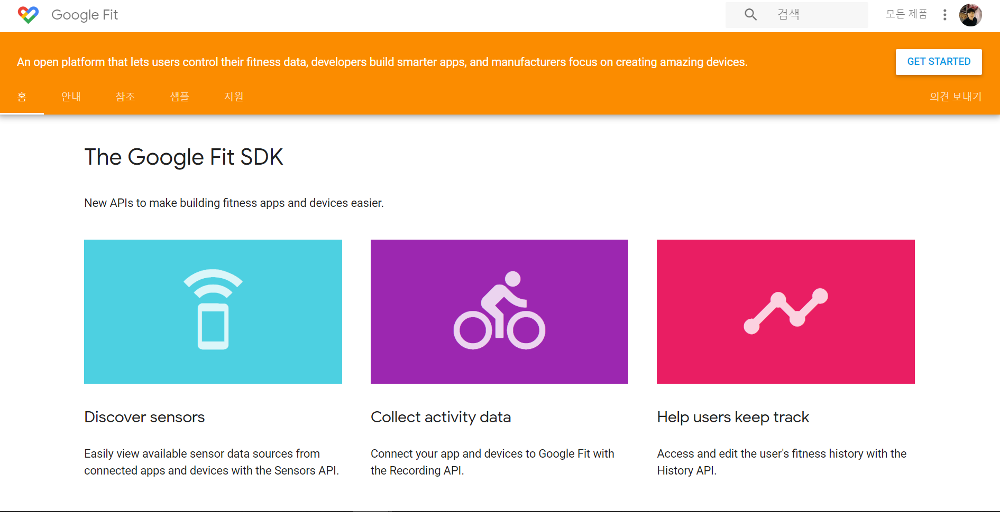 Google Fit
검색
모든 제품
An open platform that lets users control their fitness data, developers build smarter apps, and manufacturers focus on creating amazing devices.
GET STARTED
홈 안내 참조 샘플 지원 의견 보내기
The Google Fit SDK
New APIs to make building fitness apps and devices easier.
Discover sensors
Easily view available sensor data sources from
connected apps and devices with the Sensors API.
Collect activity data
Connect your app and devices to Google Fit with
the Recording API.
Help users keep track
Access and edit the user's fitness history with the
History API.